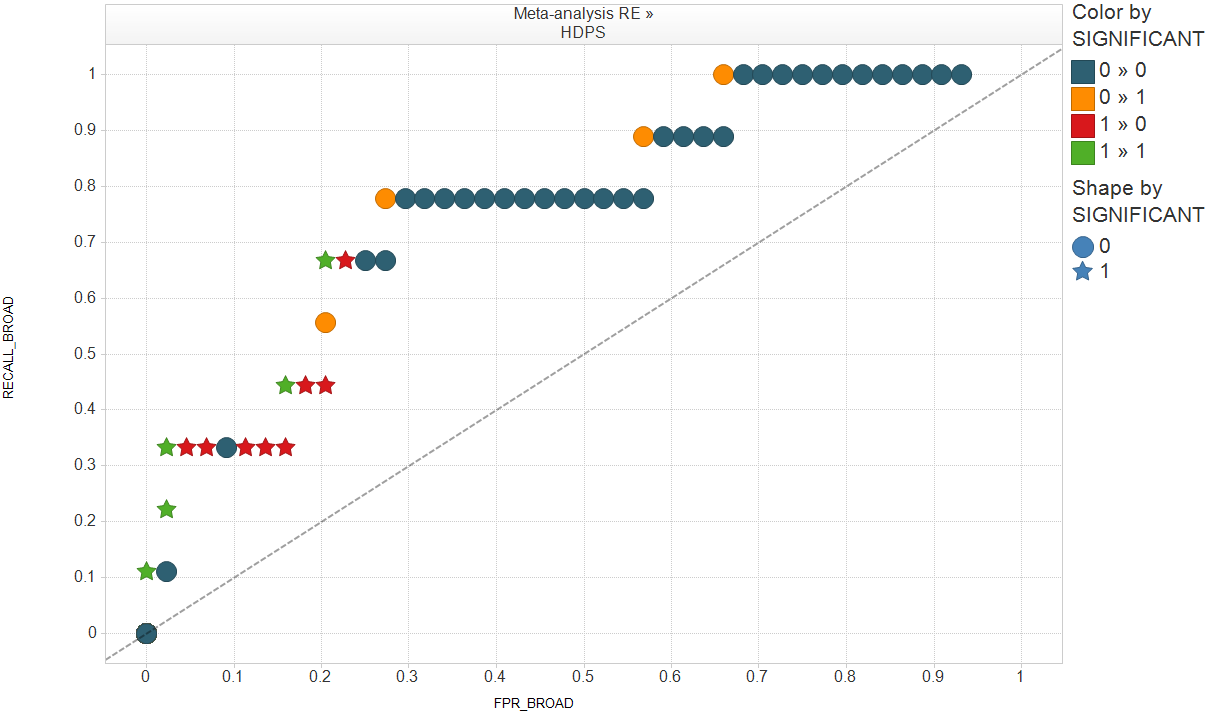 Meta-analysis RE »
HDPS
Color by
SIGNIFICANT
0 » 0
0 » 1
1 » 0
1 » 1
Shape by
SIGNIFICANT
0
1
RECALL_BROAD
1
0.9
0.8
0.7
0.6
0.5
0.4
0.3
0.2
0.1
0
0
0.1
0.2
0.3
0.4
0.5
0.6
0.7
0.8
0.9
1
FPR_BROAD